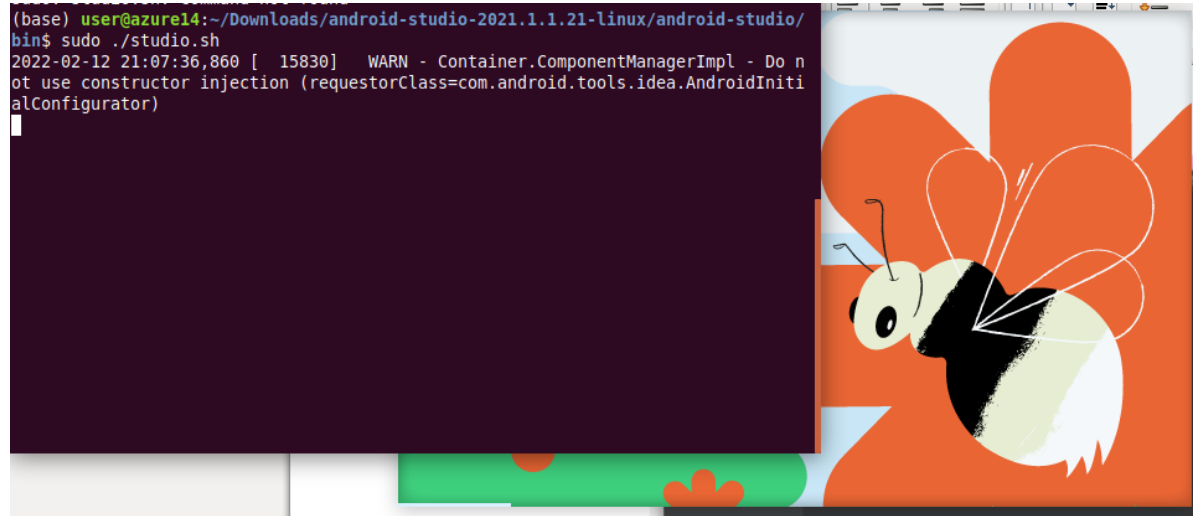 (base) user@azure14:~/Downloads/android-studio-2021.1.1.21-linux/android-studio/
bin$ sudo ./studio.sh
2022-02-12 21:07:36,860 [  15830]   WARN - Container.ComponentManagerImpl - Do n
ot use constructor injection (requestorClass=com.android.tools.idea.AndroidIniti
alConfigurator)